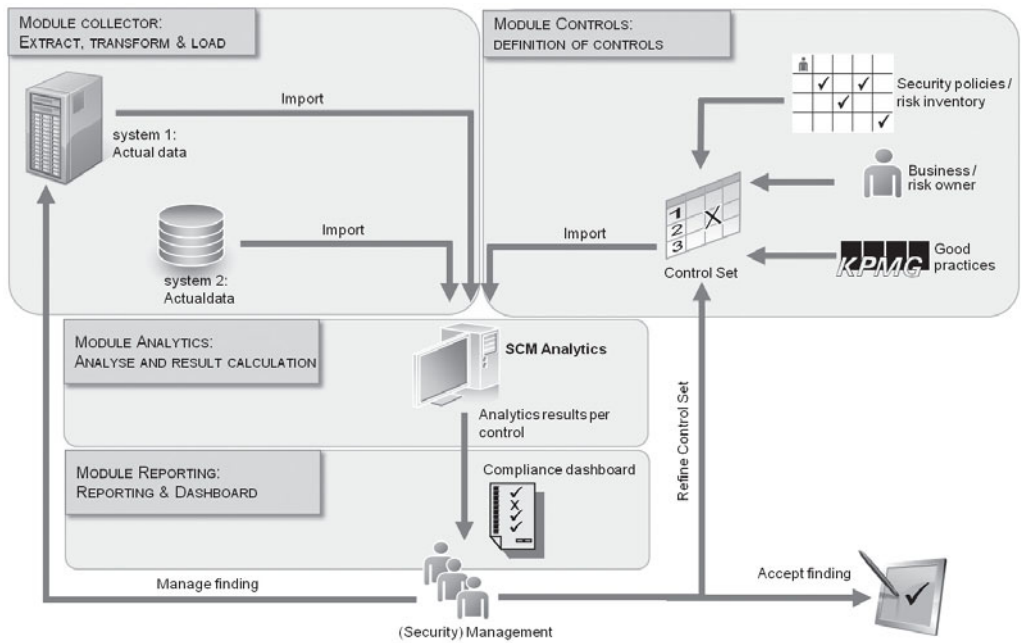 MODULE COLLECTOR:
EXTRACT, TRANSFORM & LOAD
Import
system 1:
Actual data
Import
system 2:
Actualdata
MODULE CONTROLS:
DEFINITION OF CONTROLS
Security policies /
risk inventory
Business /
risk owner
1
2
3
X
Import
Control Set
KPMG
Good
practices
MODULE ANALYTICS:
ANALYSE AND RESULT CALCULATION
SCM Analytics
Analytics results per
control
MODULE REPORTING:
REPORTING & DASHBOARD
Compliance dashboard
Refine Control Set
Manage finding
(Security) Management
Accept finding